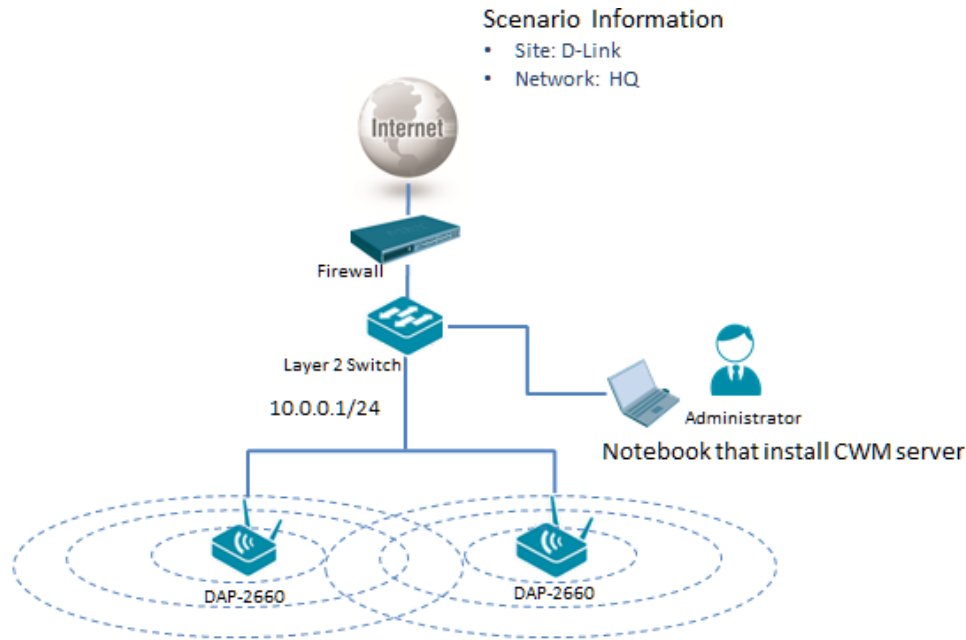 Scenario Information
• Site: D-Link
• Network: HQ
Internet
Firewall
Layer 2 Switch
10.0.0.1/24
Administrator
Notebook that install CWM server
DAP-2660
DAP-2660